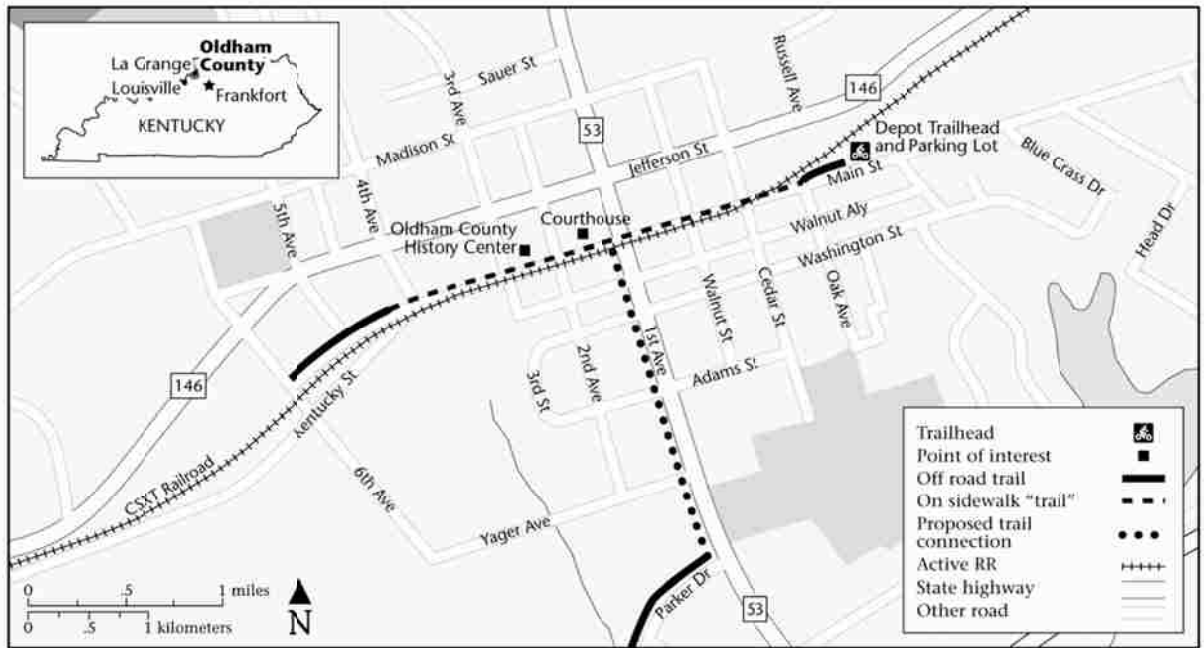 Oldham
County
La Grange
Louisville
Frankfort
KENTUCKY
Sauer St
3rd Ave
53
Russell Ave
146
Madison St
Jefferson St
Depot Trailhead
and Parking Lot
Main St
Blue Grass Dr
Head Dr
5th Ave
4th Ave
Oldham County
History Center
Courthouse
Walnut Aly
Washington St
Walnut St
Cedar St
Oak Ave
146
Kentucky St
3rd St
2nd Ave
1st Ave
Adams St
CSXT Railroad
6th Ave
Yager Ave
Parker Dr
53
0 .5 1 miles
0 .5 1 kilometers
N
Trailhead
Point of interest
Off road trail
On sidewalk “trail”
Proposed trail
connection
Active RR
State highway
Other road